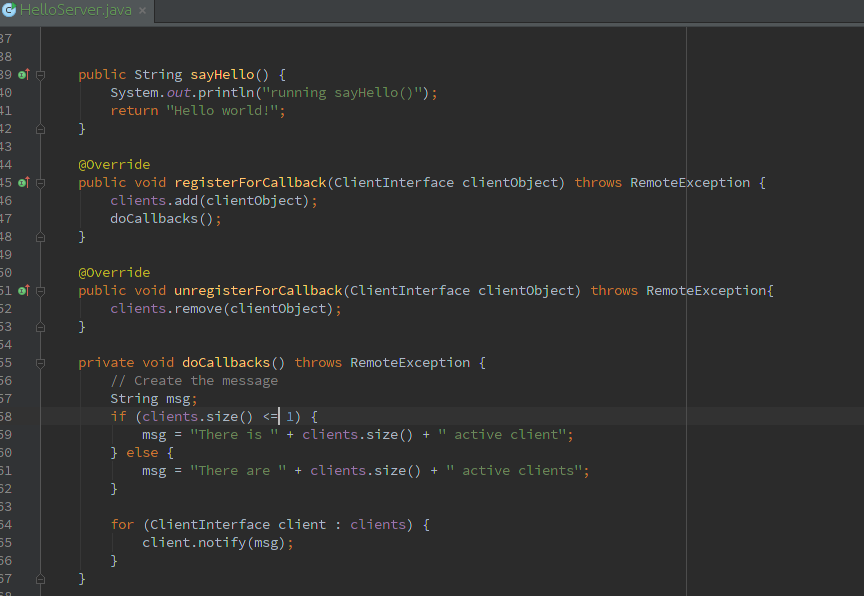 HelloServer.java ×
37
38
39 public String sayHello() {
40 System.out.println("running sayHello()");
41 return "Hello world!";
42 }
43
44 @Override
45 public void registerForCallback(ClientInterface clientObject) throws RemoteException {
46 clients.add(clientObject);
47 doCallbacks();
48 }
49
50 @Override
51 public void unregisterForCallback(ClientInterface clientObject) throws RemoteException{
52 clients.remove(clientObject);
53 }
54
55 private void doCallbacks() throws RemoteException {
56 // Create the message
57 String msg;
58 if (clients.size() <= 1) {
59 msg = "There is " + clients.size() + " active client";
60 } else {
61 msg = "There are " + clients.size() + " active clients";
62 }
63
64 for (ClientInterface client : clients) {
65 client.notify(msg);
66 }
67 }
68